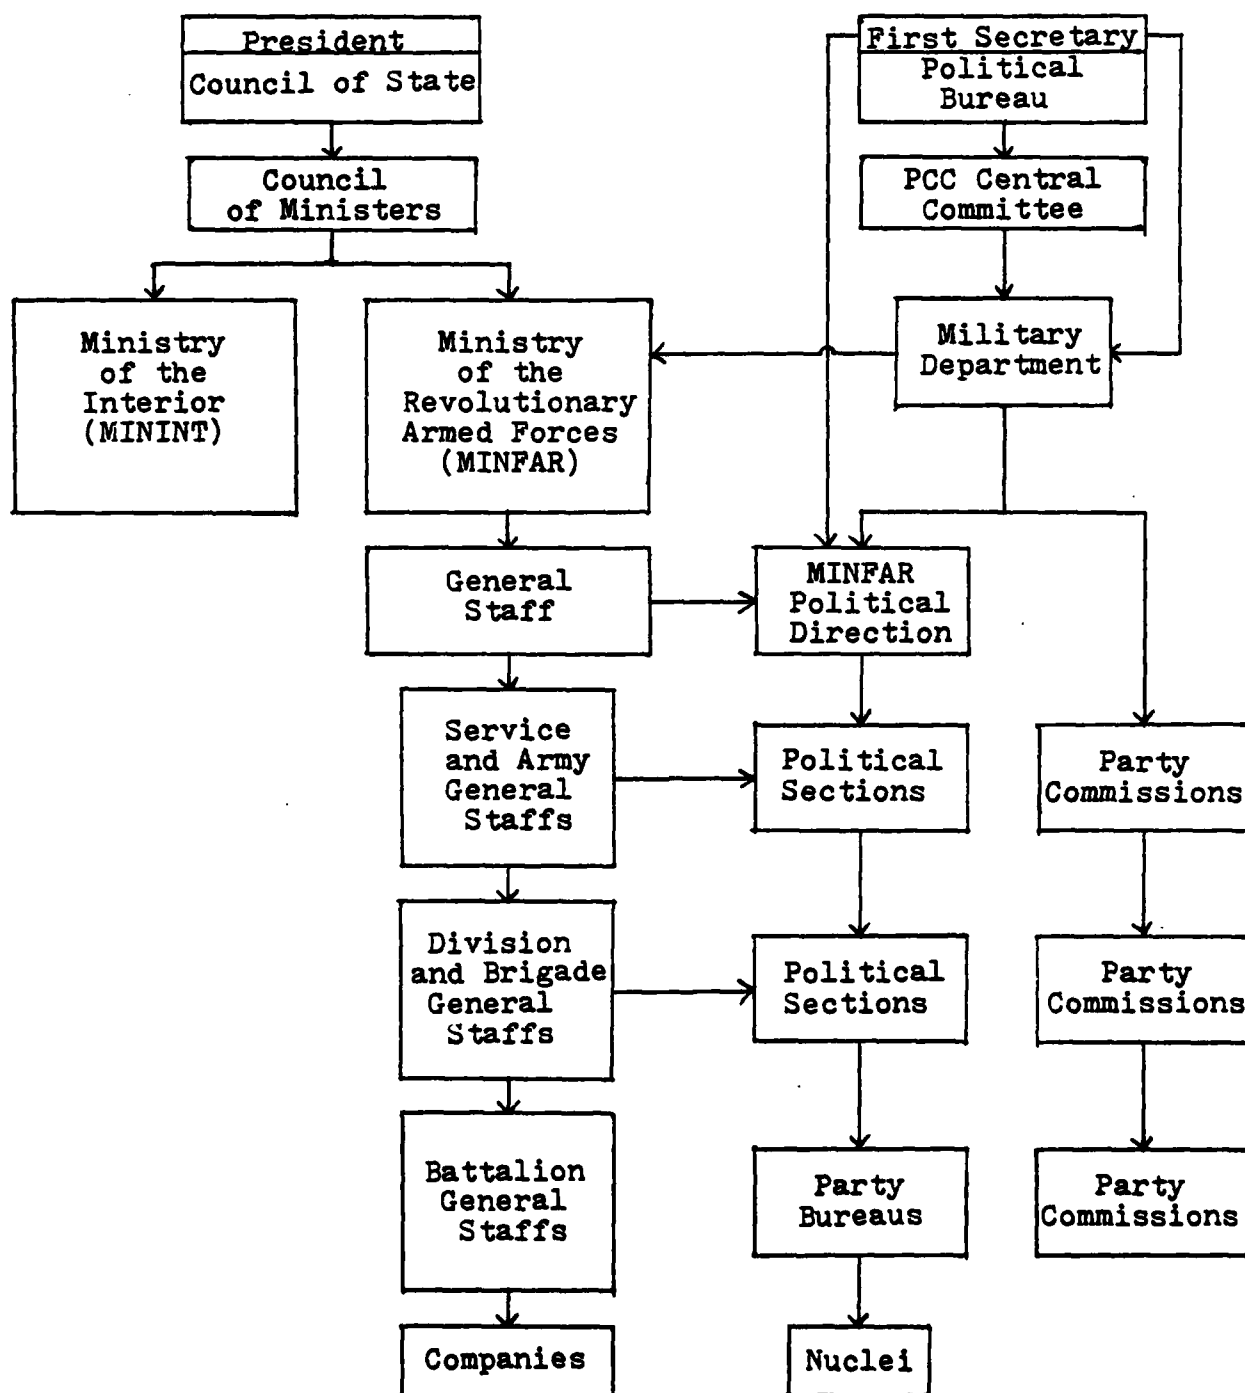 President
Council of State
First Secretary
Political
Bureau
Council
of Ministers
PCC Central
Committee
Ministry
of the
Interior
(MININT)
Ministry
of the
Revolutionary
Armed Forces
(MINFAR)
Military
Department
General
Staff
MINFAR
Political
Direction
Service
and Army
General
Staffs
Political
Sections
Party
Commissions
Division
and Brigade
General
Staffs
Political
Sections
Party
Commissions
Battalion
General
Staffs
Party
Bureaus
Party
Commissions
Companies
Nuclei